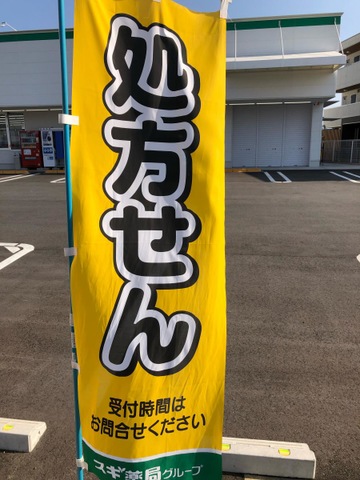 処方せん
受付時間は
お問合せください
スギ薬局グループ